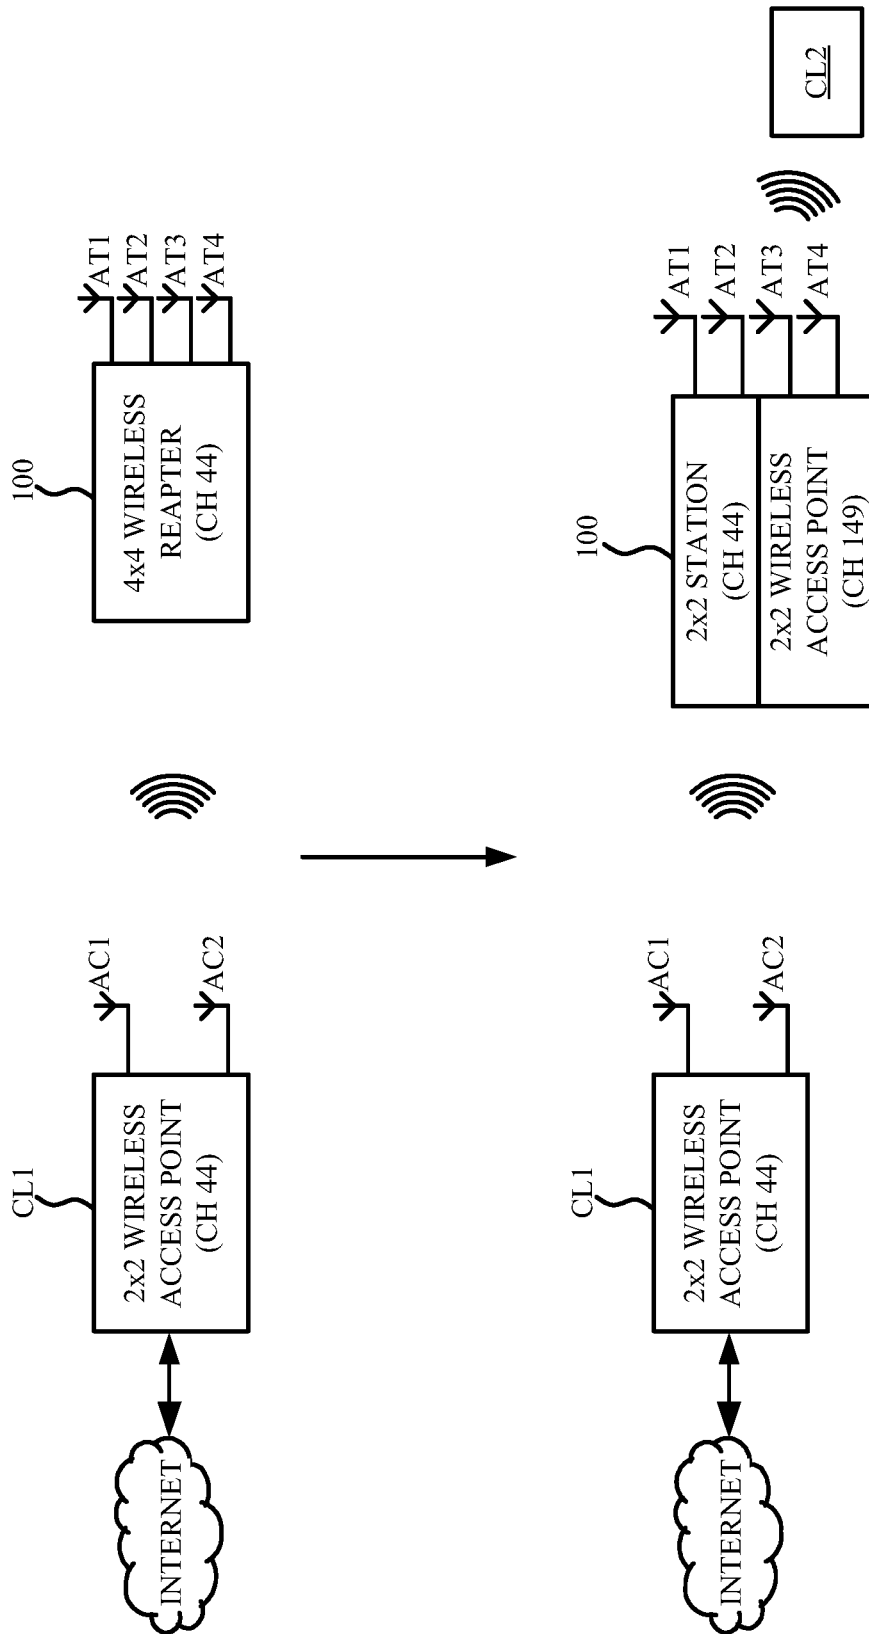 INTERNET
CL1
2x2 WIRELESS
ACCESS POINT
(CH 44)
AC1
AC2
100
4x4 WIRELESS
REAPTER
(CH 44)
AT1
AT2
AT3
AT4
INTERNET
CL1
2x2 WIRELESS
ACCESS POINT
(CH 44)
AC1
AC2
100
2x2 STATION
(CH 44)
2x2 WIRELESS
ACCESS POINT
(CH 149)
AT1
AT2
AT3
AT4
CL2